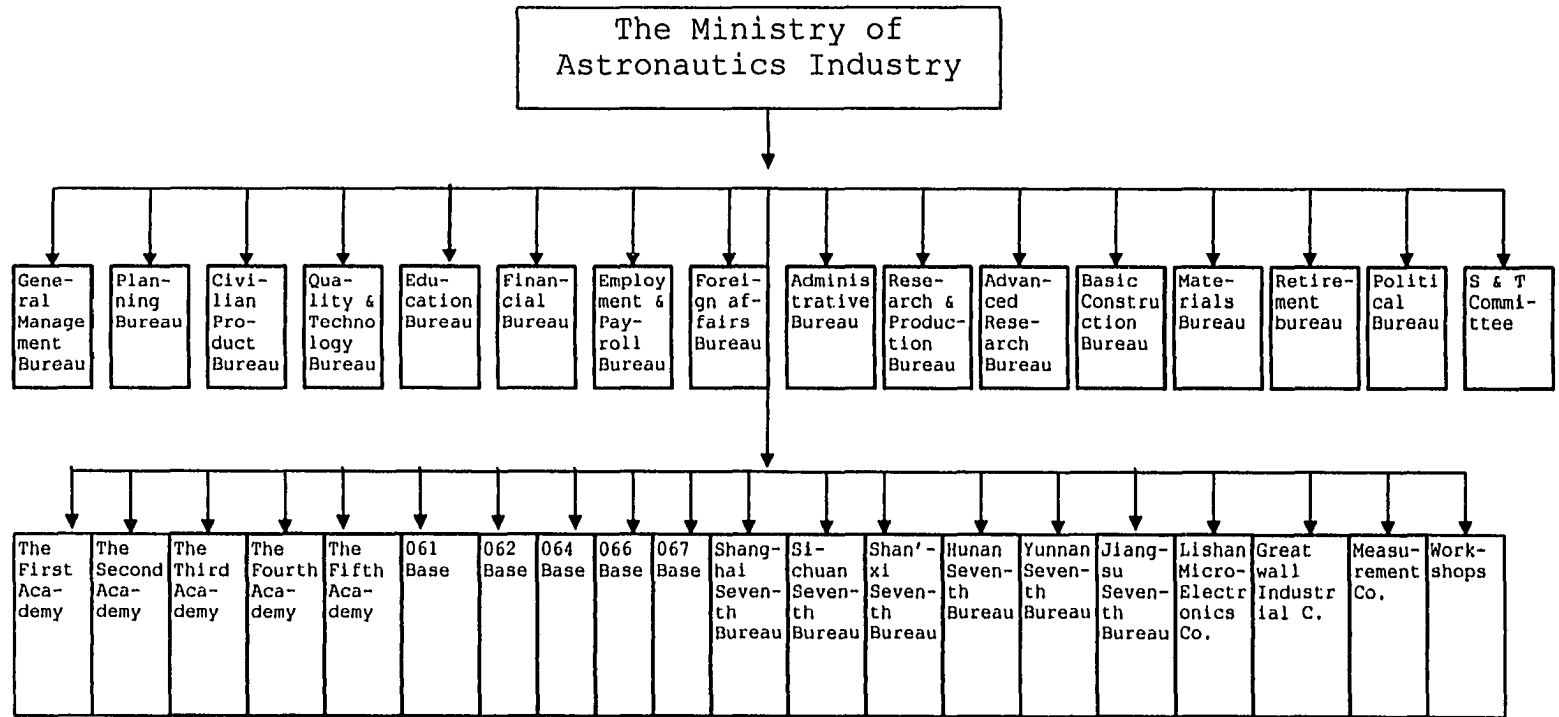 The Ministry of
Astronautics Industry
Gene-
ral
Manage
ment
Bureau
Plan-
ning
Bureau
Civi-
lian
Pro-
duct
Bureau
Qua-
lity &
Techno
logy
Bureau
Edu-
cation
Bureau
Finan-
cial
Bureau
Employ
ment &
Pay-
roll
Bureau
Forei-
gn af-
fairs
Bureau
Adminis
trative
Bureau
Rese-
arch &
Produc-
tion
Bureau
Advan-
ced
Rese-
arch
Bureau
Basic
Constru
ction
Bureau
Mate-
rials
Bureau
Retire-
ment
bureau
Politi
cal
Bureau
S & T
Commi-
ttee
The
First
Aca-
demy
The
Second
Aca-
demy
The
Third
Aca-
demy
The
Fourth
Aca-
demy
The
Fifth
Aca-
demy
061
Base
062
Base
064
Base
066
Base
067
Base
Shang-
hai
Seven-
th
Bureau
Si-
chuan
Seven-
th
Bureau
Shan'-
xi
Seven-
th
Bureau
Hunan
Seven-
th
Bureau
Yunnan
Seven-
th
Bureau
Jiang-
su
Seven-
th
Bureau
Lishan
Micro-
Electr
onics
Co.
Great
wall
Industr
ial C.
Measu-
rement
Co.
Work-
shops